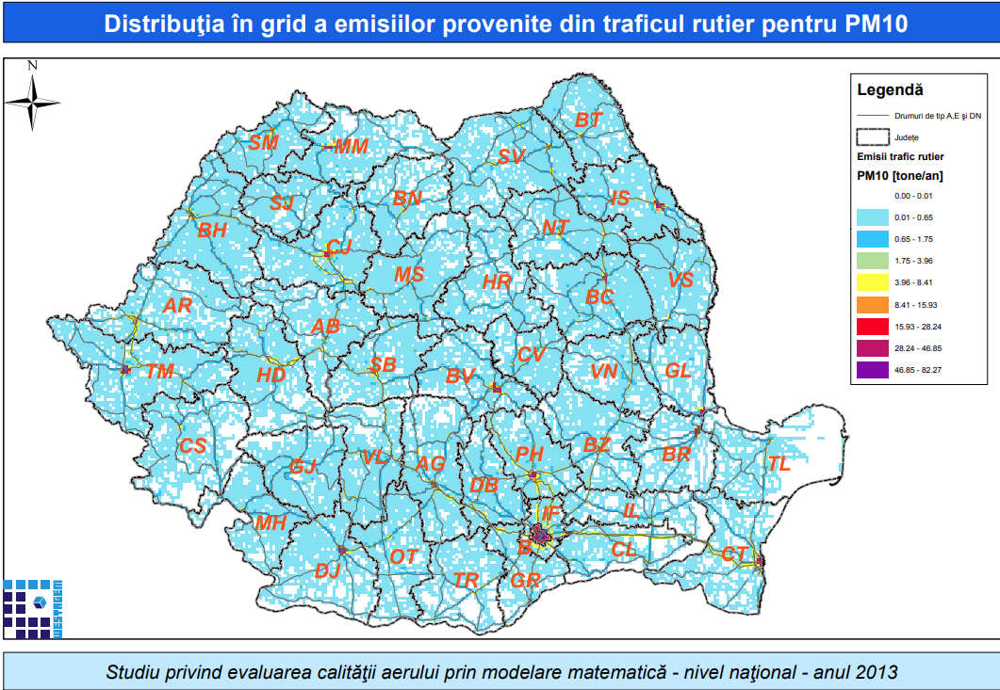 Distribuţia în grid a emisiilor provenite din traficul rutier pentru PM10
N
Legendă
Drumuri de tip A,E şi DN
Judeţe
Emisii trafic rutier
PM10 [tone/an]
0.00 - 0.01
0.01 - 0.65
0.65 - 1.75
1.75 - 3.96
3.96 - 8.41
8.41 - 15.93
15.93 - 28.24
28.24 - 46.85
46.85 - 82.27
BT
SM
MM
SV
SJ
BN
IS
BH
NT
CJ
MS
HR
VS
AR
BC
AB
TM
HD
SB
BV
CV
VN
GL
CS
GJ
VL
AG
DB
PH
BZ
BR
TL
MH
IF
IL
B
CL
CT
DJ
OT
TR
GR
WESTAGEM
Studiu privind evaluarea calităţii aerului prin modelare matematică - nivel naţional - anul 2013